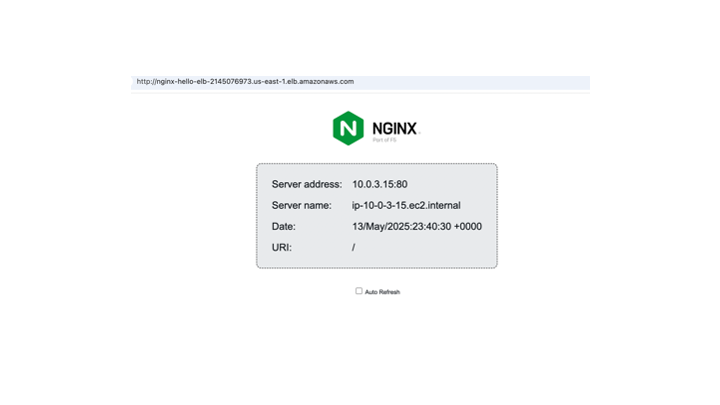 http://nginx-hello-elb-2145076973.us-east-1.elb.amazonaws.com
N NGINX
Part of F5
Server address: 10.0.3.15:80
Server name: ip-10-0-3-15.ec2.internal
Date: 13/May/2025:23:40:30 +0000
URI: /
Auto Refresh